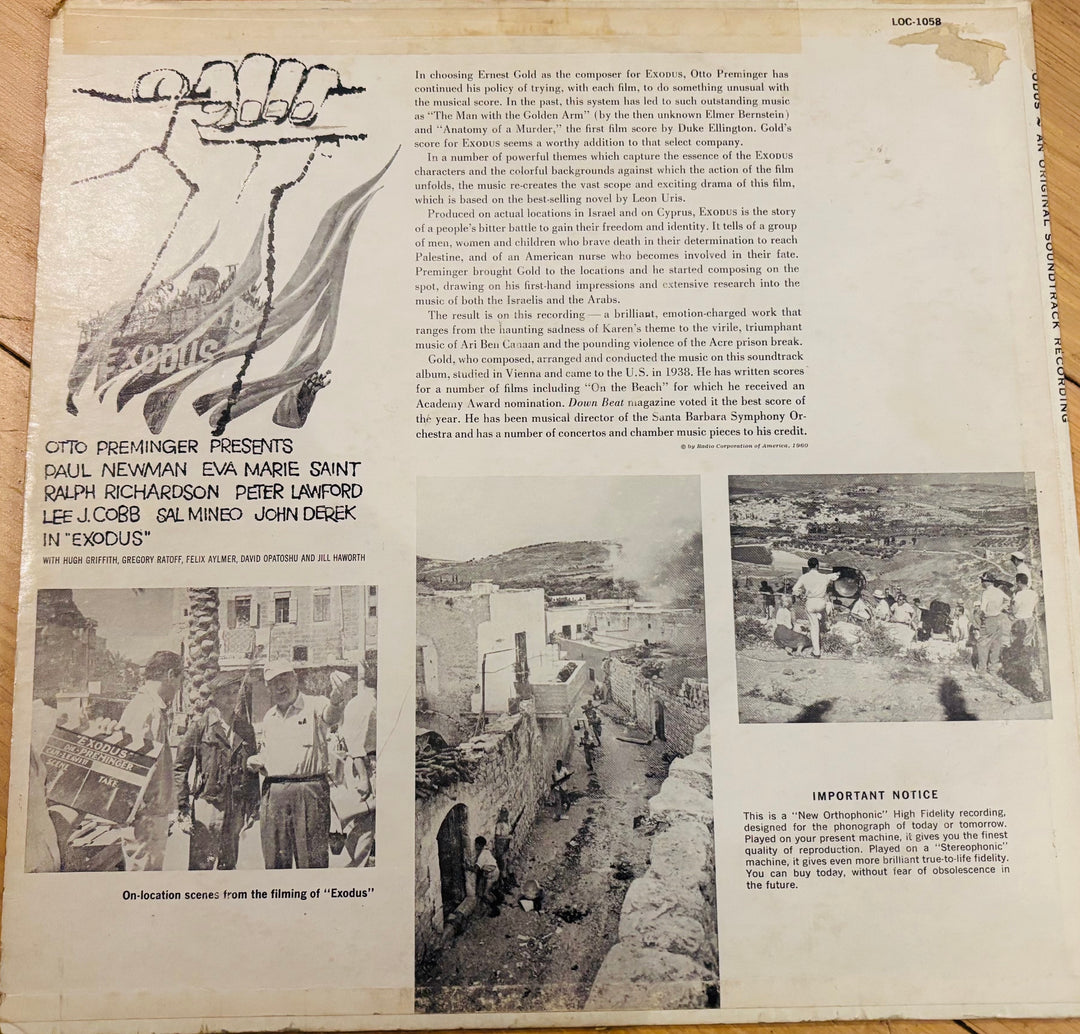 LOC-1058
In choosing Ernest Gold as the composer for EXODUS, Otto Preminger has
continued his policy of trying, with each film, to do something unusual with
the musical score. In the past, this system has led to such outstanding music
as "The Man with the Golden Arm" (by the then unknown Elmer Bernstein)
and "Anatomy of a Murder," the first film score by Duke Ellington. Gold's
score for EXODUS seems a worthy addition to that select company.
In a number of powerful themes which capture the essence of the EXODUS
characters and the colorful backgrounds against which the action of the film
unfolds, the music re-creates the vast scope and exciting drama of this film,
which is based on the best-selling novel by Leon Uris.
Produced on actual locations in Israel and on Cyprus, EXODUS is the story
of a people's bitter battle to gain their freedom and identity. It tells of a group
of men, women and children who brave death in their determination to reach
Palestine, and of an American nurse who becomes involved in their fate.
Preminger brought Gold to the locations and he started composing on the
spot, drawing on his first-hand impressions and extensive research into the
music of both the Israelis and the Arabs.
The result is on this recording — a brilliant, emotion-charged work that
ranges from the haunting sadness of Karen's theme to the virile, triumphant
music of Ari Ben Canaan and the pounding violence of the Acre prison break.
Gold, who composed, arranged and conducted the music on this soundtrack
album, studied in Vienna and came to the U.S. in 1938. He has written scores
for a number of films including "On the Beach" for which he received an
Academy Award nomination. Down Beat magazine voted it the best score of
the year. He has been musical director of the Santa Barbara Symphony Or-
chestra and has a number of concertos and chamber music pieces to his credit.
© by Radio Corporation of America, 1960
EXODUS
OTTO PREMINGER PRESENTS
PAUL NEWMAN EVA MARIE SAINT
RALPH RICHARDSON PETER LAWFORD
LEE J. COBB SAL MINEO JOHN DEREK
IN "EXODUS"
WITH HUGH GRIFFITH, GREGORY RATOFF, FELIX AYLMER, DAVID OPATOSHU AND JILL HAWORTH
"EXODUS"
PREMINGER
SCENE TAKE
On-location scenes from the filming of "Exodus"
IMPORTANT NOTICE
This is a "New Orthophonic" High Fidelity recording,
designed for the phonograph of today or tomorrow.
Played on your present machine, it gives you the finest
quality of reproduction. Played on a "Stereophonic"
machine, it gives even more brilliant true-to-life fidelity.
You can buy today, without fear of obsolescence in
the future.
ODUS ~ AN ORIGINAL SOUNDTRACK RECORDING